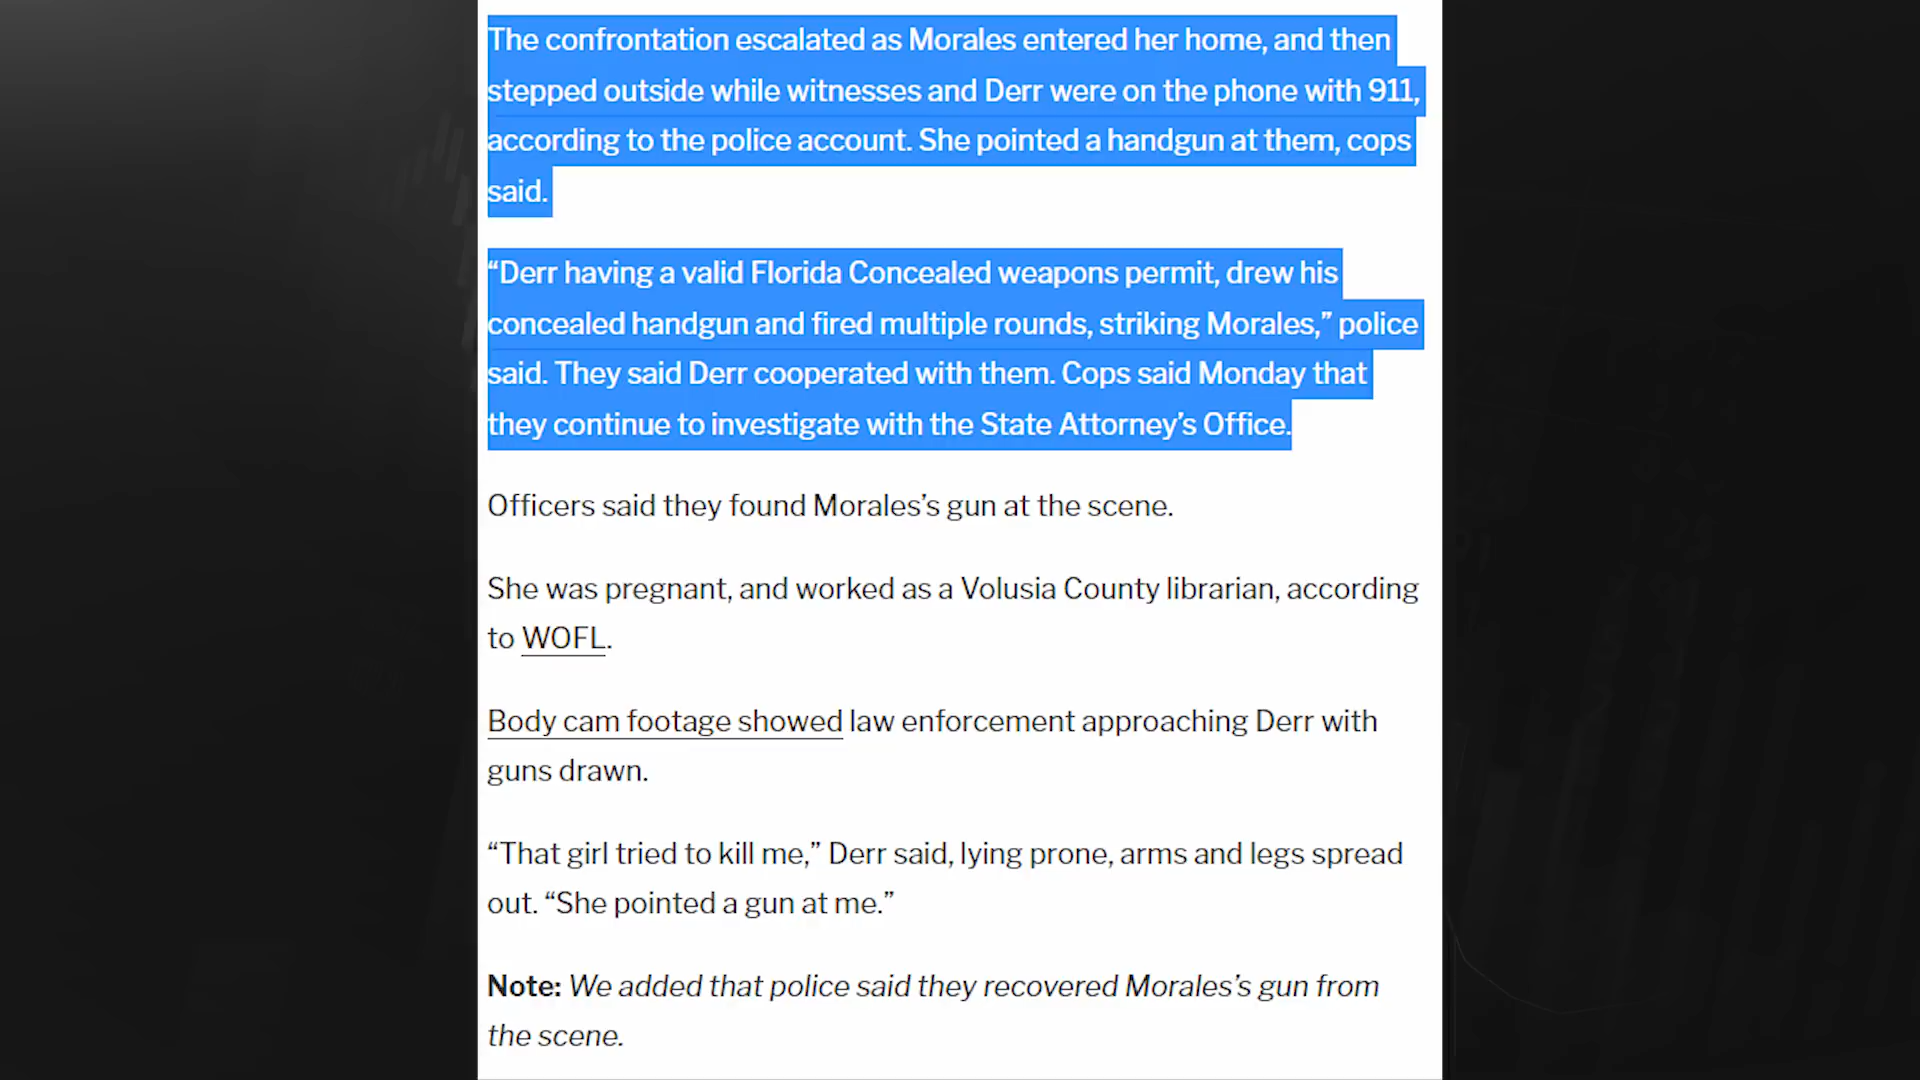 The confrontation escalated as Morales entered her home, and then
stepped outside while witnesses and Derr were on the phone with 911,
according to the police account. She pointed a handgun at them, cops
said.
“Derr having a valid Florida Concealed weapons permit, drew his
concealed handgun and fired multiple rounds, striking Morales,” police
said. They said Derr cooperated with them. Cops said Monday that
they continue to investigate with the State Attorney’s Office.
Officers said they found Morales’s gun at the scene.
She was pregnant, and worked as a Volusia County librarian, according
to WOFL.
Body cam footage showed law enforcement approaching Derr with
guns drawn.
“That girl tried to kill me,” Derr said, lying prone, arms and legs spread
out. “She pointed a gun at me.”
Note: We added that police said they recovered Morales’s gun from
the scene.